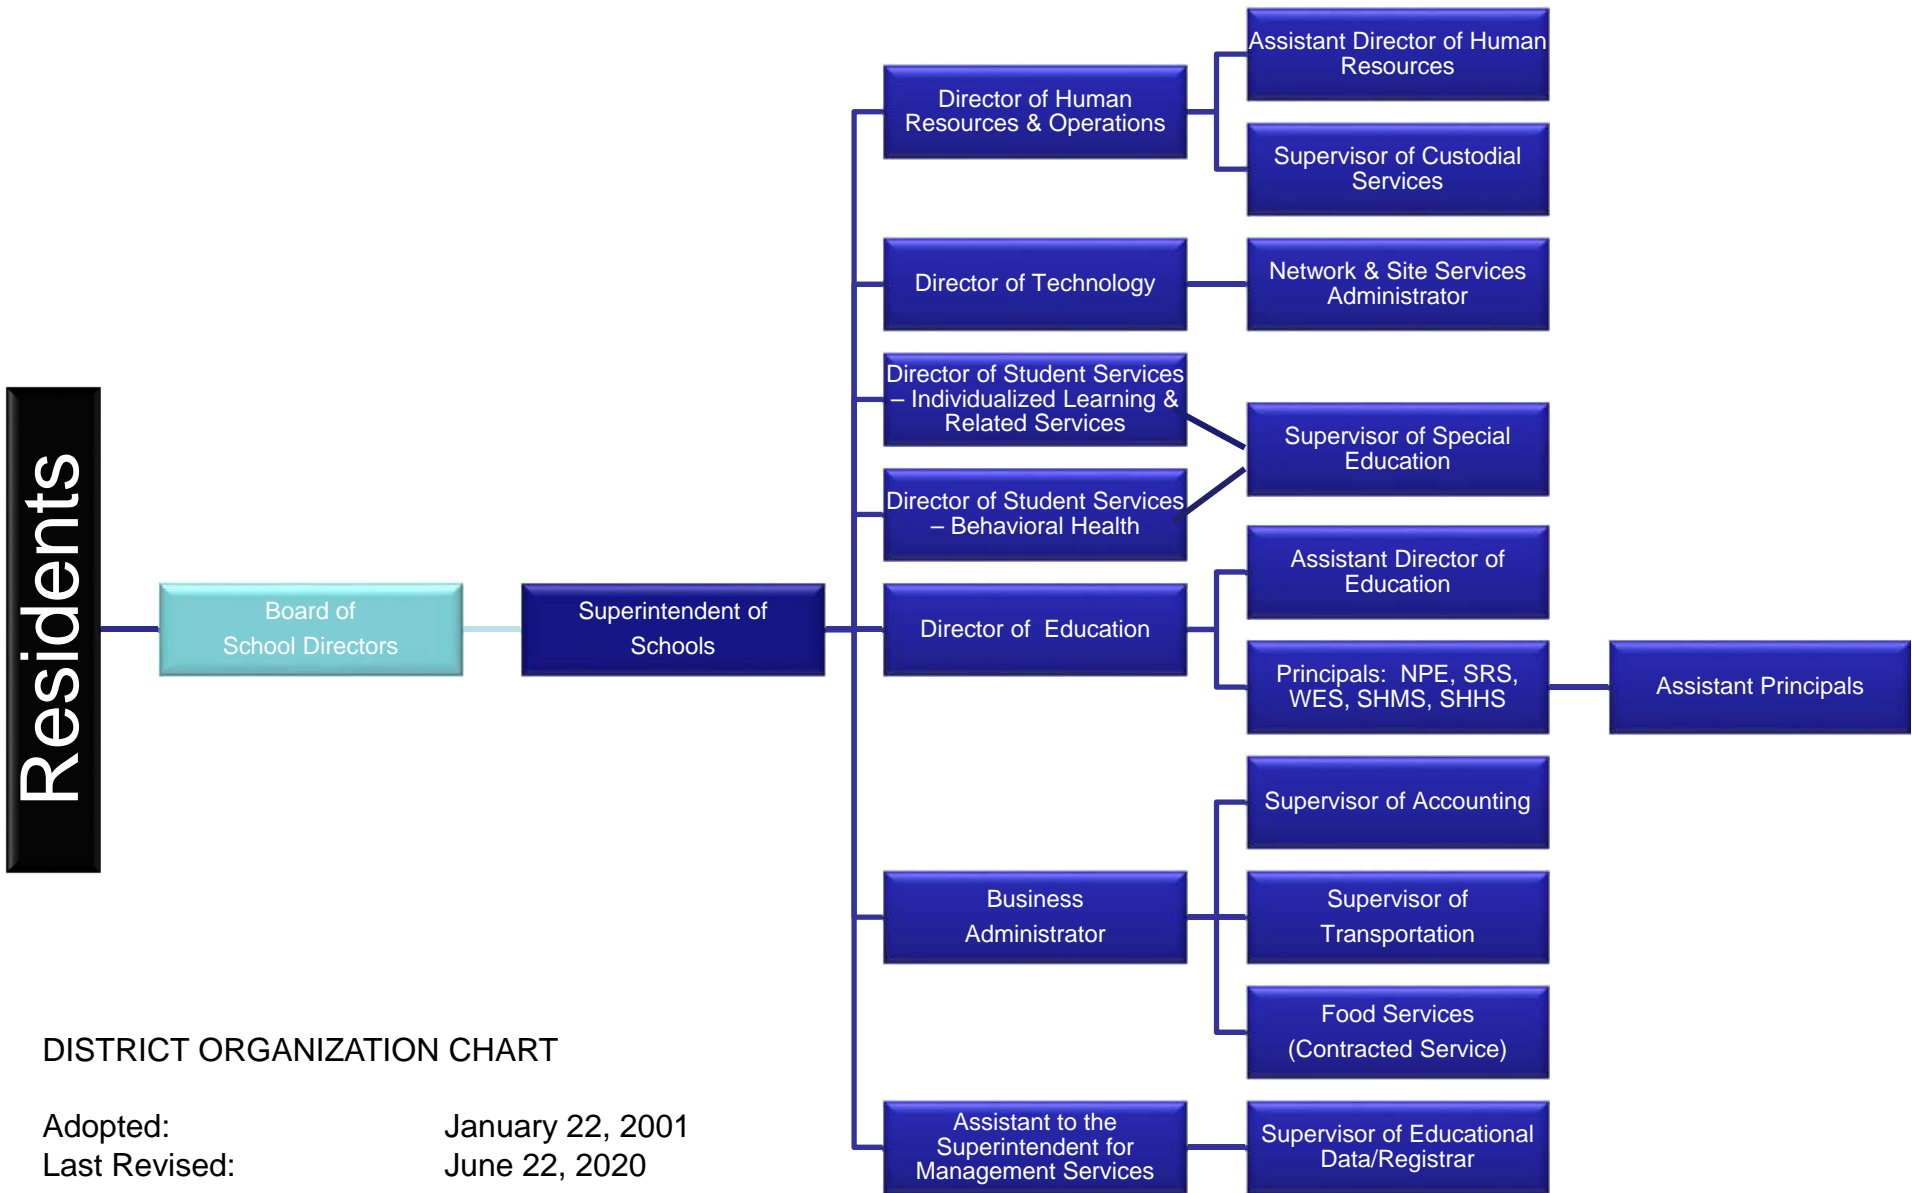 Residents
Board of
School Directors
Superintendent of
Schools
Director of Human
Resources & Operations
Assistant Director of Human
Resources
Supervisor of Custodial
Services
Director of Technology
Network & Site Services
Administrator
Director of Student Services
– Individualized Learning &
Related Services
Director of Student Services
– Behavioral Health
Supervisor of Special
Education
Director of  Education
Assistant Director of
Education
Principals:  NPE, SRS,
WES, SHMS, SHHS
Assistant Principals
Business
Administrator
Supervisor of Accounting
Supervisor of
Transportation
Food Services
(Contracted Service)
Assistant to the
Superintendent for
Management Services
Supervisor of Educational
Data/Registrar
DISTRICT ORGANIZATION CHART
Adopted: January 22, 2001
Last Revised: June 22, 2020